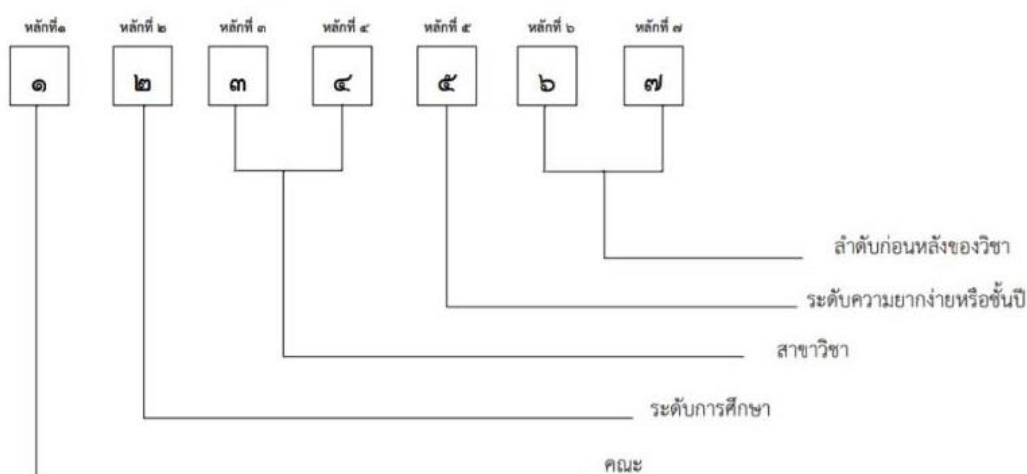 หลักที่๑ หลักที่ ๒ หลักที่ ๓ หลักที่ ๔ หลักที่ ๕ หลักที่ ๖ หลักที่ ๗
๑ ๒ ๓ ๔ ๕ ๖ ๗
ลำดับก่อนหลังของวิชา
ระดับความยากง่ายหรือชั้นปี
สาขาวิชา
ระดับการศึกษา
คณะ